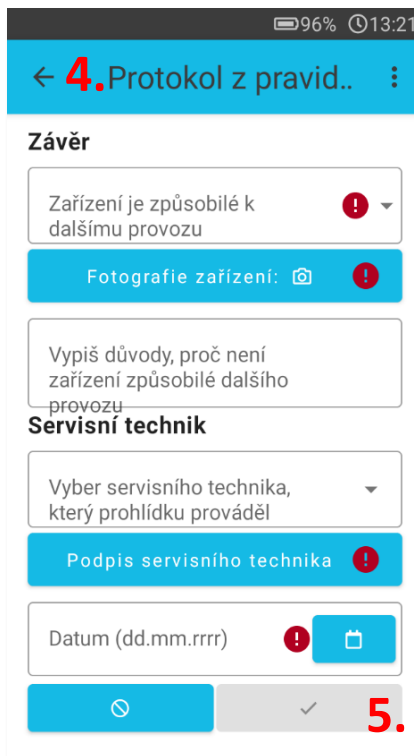 96% 13:21
4. Protokol z pravid..
Závěr
Zařízení je způsobilé k
dalšímu provozu
Fotografie zařízení:
Vypiš důvody, proč není
zařízení způsobilé dalšího
provozu
Servisní technik
Vyber servisního technika,
který prohlídku prováděl
Podpis servisního technika
Datum (dd.mm.rrrr)
5.